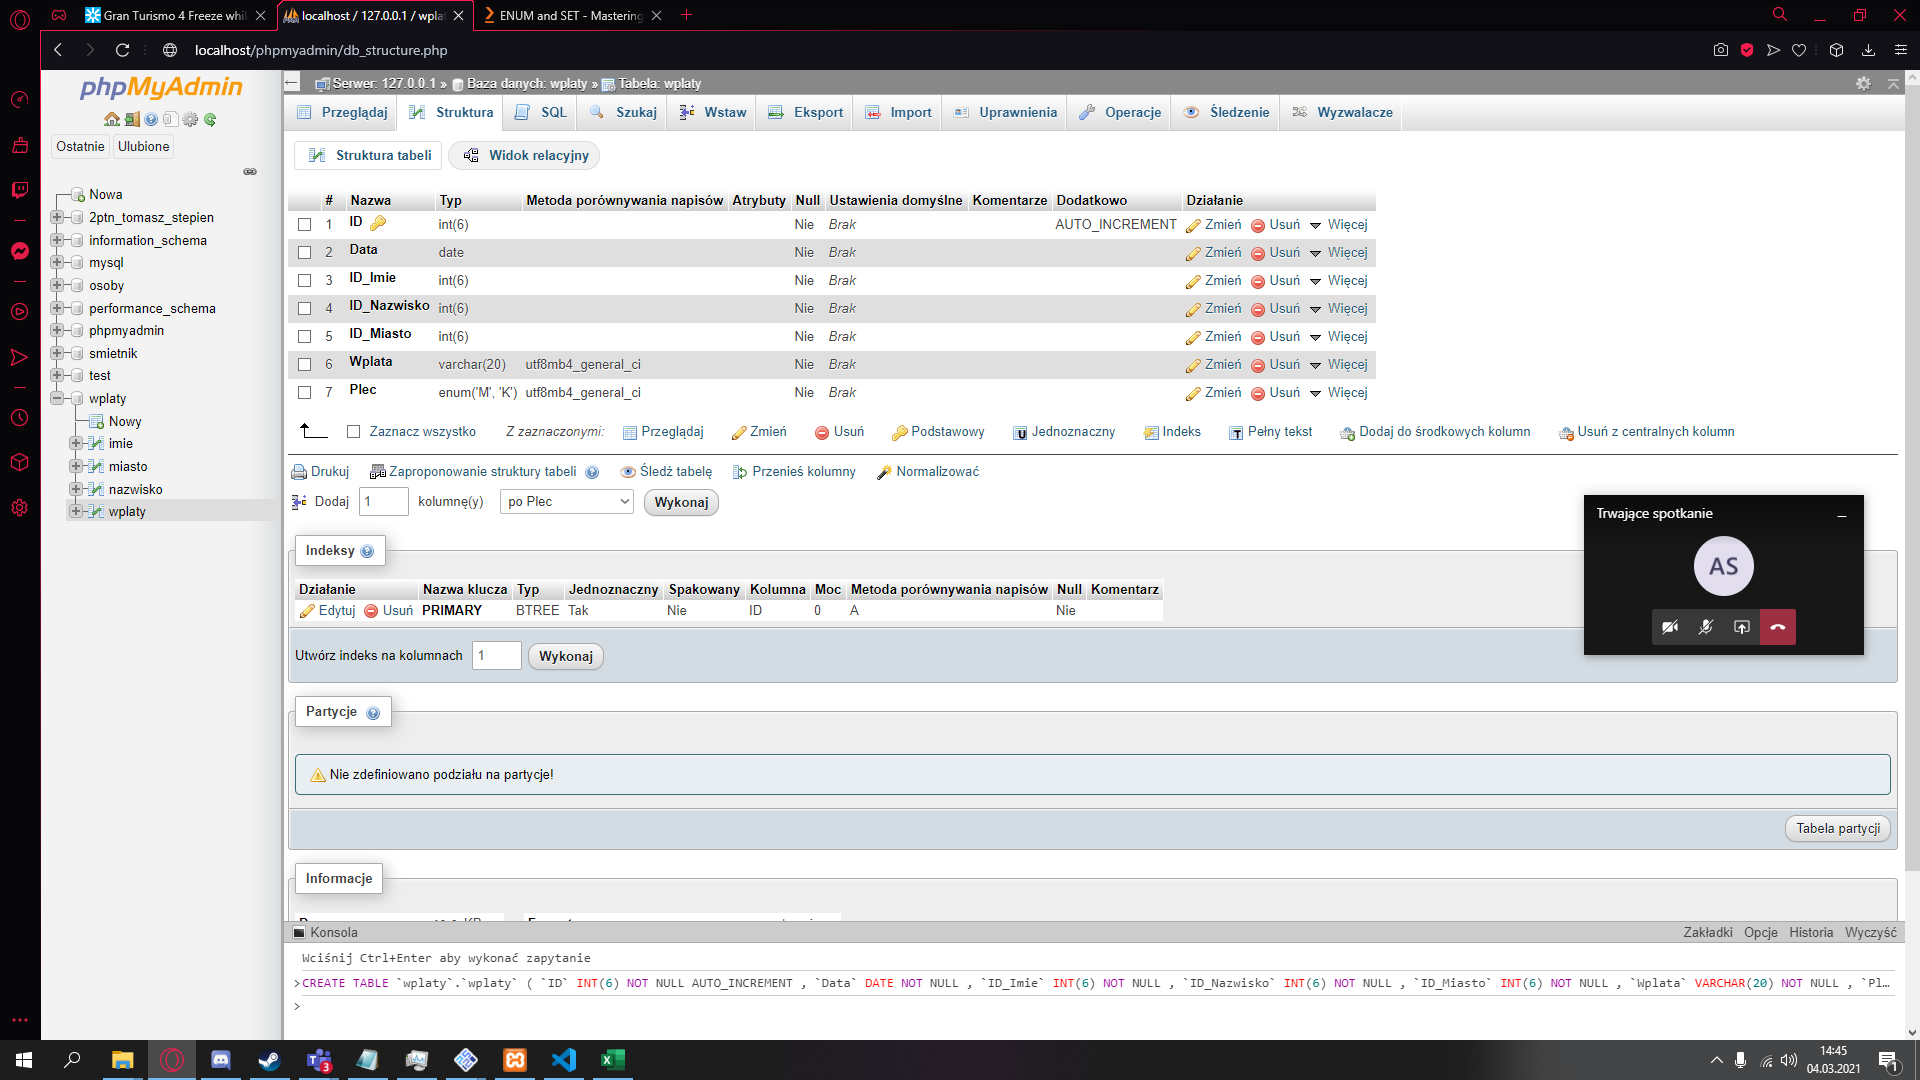 Gran Turismo 4 Freeze whil
localhost / 127.0.0.1 / wpla
ENUM and SET - Mastering
localhost/phpmyadmin/db_structure.php
phpMyAdmin
Ostatnie
Ulubione
Nowa
2ptn_tomasz_stepien
information_schema
mysql
osoby
performance_schema
phpmyadmin
smietnik
test
wplaty
Nowy
imie
miasto
nazwisko
wplaty
Serwer: 127.0.0.1 » Baza danych: wplaty » Tabela: wplaty
Przeglądaj Struktura SQL Szukaj Wstaw Eksport Import Uprawnienia Operacje Śledzenie Wyzwalacze
Struktura tabeli Widok relacyjny
# Nazwa Typ Metoda porównywania napisów Atrybuty Null Ustawienia domyślne Komentarze Dodatkowo Działanie
1 ID int(6) Nie Brak AUTO_INCREMENT Zmień Usuń Więcej
2 Data date Nie Brak Zmień Usuń Więcej
3 ID_Imie int(6) Nie Brak Zmień Usuń Więcej
4 ID_Nazwisko int(6) Nie Brak Zmień Usuń Więcej
5 ID_Miasto int(6) Nie Brak Zmień Usuń Więcej
6 Wplata varchar(20) utf8mb4_general_ci Nie Brak Zmień Usuń Więcej
7 Plec enum('M', 'K') utf8mb4_general_ci Nie Brak Zmień Usuń Więcej
Zaznacz wszystko Z zaznaczonymi: Przeglądaj Zmień Usuń Podstawowy Jednoznaczny Indeks Pełny tekst Dodaj do środkowych kolumn Usuń z centralnych kolumn
Drukuj Zaproponowanie struktury tabeli Śledź tabelę Przenieś kolumny Normalizować
Dodaj 1 kolumnę(y) po Plec Wykonaj
Indeksy
Działanie Nazwa klucza Typ Jednoznaczny Spakowany Kolumna Moc Metoda porównywania napisów Null Komentarz
Edytuj Usuń PRIMARY BTREE Tak Nie ID 0 A Nie
Utwórz indeks na kolumnach 1 Wykonaj
Partycje
Nie zdefiniowano podziału na partycje!
Tabela partycji
Informacje
Trwające spotkanie
AS
Konsola Zakładki Opcje Historia Wyczyść
Wciśnij Ctrl+Enter aby wykonać zapytanie
>CREATE TABLE `wplaty`.`wplaty` ( `ID` INT(6) NOT NULL AUTO_INCREMENT , `Data` DATE NOT NULL , `ID_Imie` INT(6) NOT NULL , `ID_Nazwisko` INT(6) NOT NULL , `ID_Miasto` INT(6) NOT NULL , `Wplata` VARCHAR(20) NOT NULL , `Pl…
>
3
14:45
04.03.2021
1